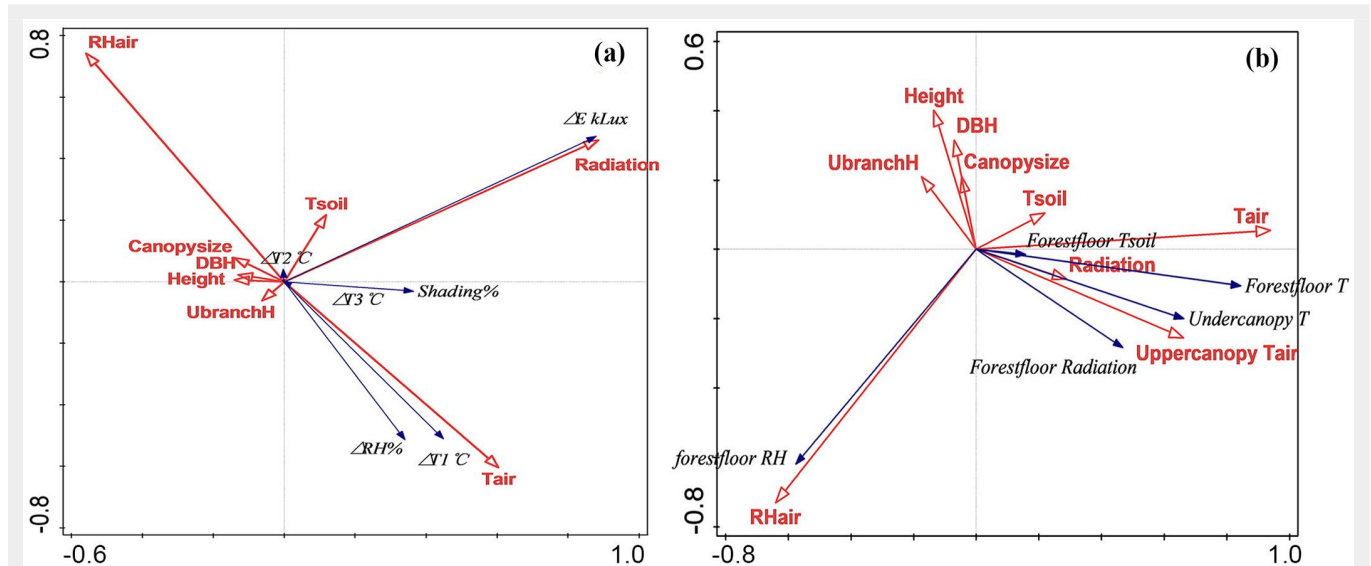 (a)
0.8
RHair
△E kLux
Radiation
Tsoil
Canopysize
△T2 ℃
DBH
Height
△T3 ℃
Shading%
UbranchH
△RH%
△T1 ℃
Tair
-0.8
-0.6
1.0
(b)
0.6
Height
DBH
UbranchH
Canopysize
Tsoil
Tair
Forestfloor Tsoil
Radiation
Forestfloor T
Undercanopy T
Uppercanopy Tair
Forestfloor Radiation
forestfloor RH
RHair
-0.8
-0.8
1.0